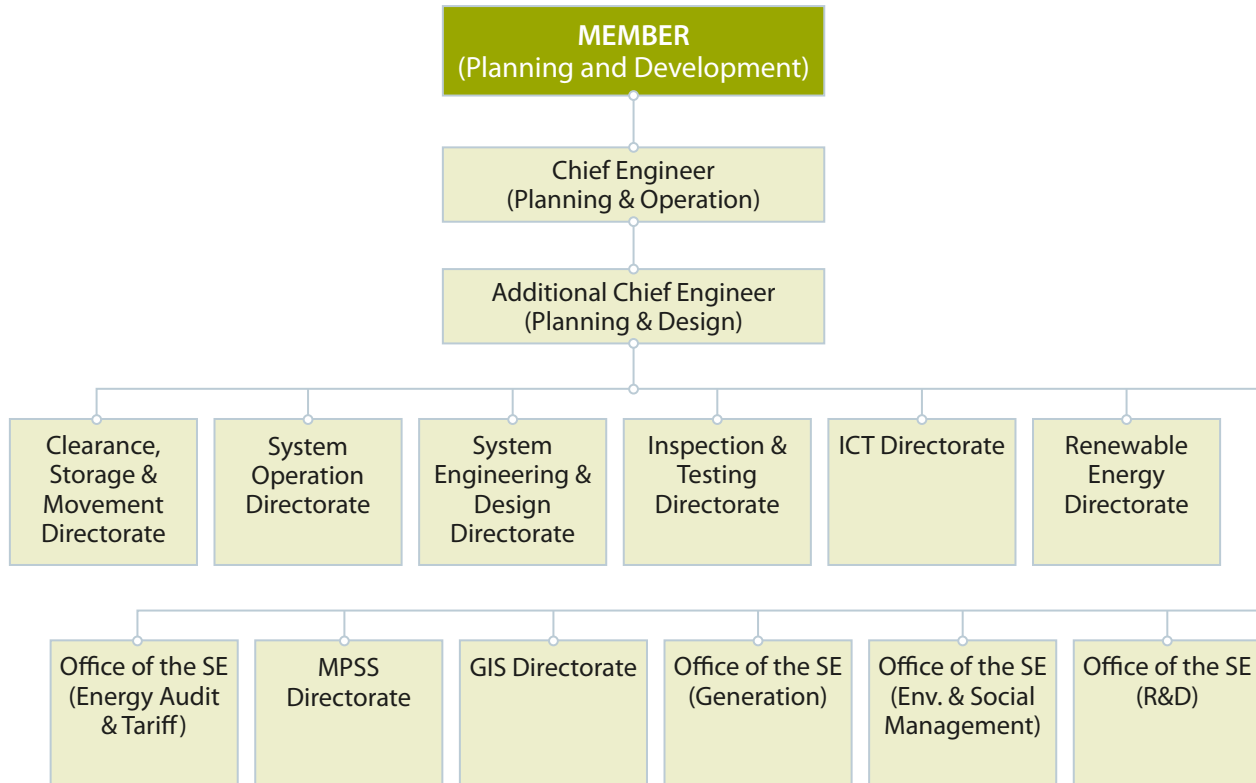 MEMBER
(Planning and Development)
Chief Engineer
(Planning & Operation)
Additional Chief Engineer
(Planning & Design)
Clearance,
Storage &
Movement
Directorate
System
Operation
Directorate
System
Engineering &
Design
Directorate
Inspection &
Testing
Directorate
ICT Directorate
Renewable
Energy
Directorate
Office of the SE
(Energy Audit
& Tariff)
MPSS
Directorate
GIS Directorate
Office of the SE
(Generation)
Office of the SE
(Env. & Social
Management)
Office of the SE
(R&D)